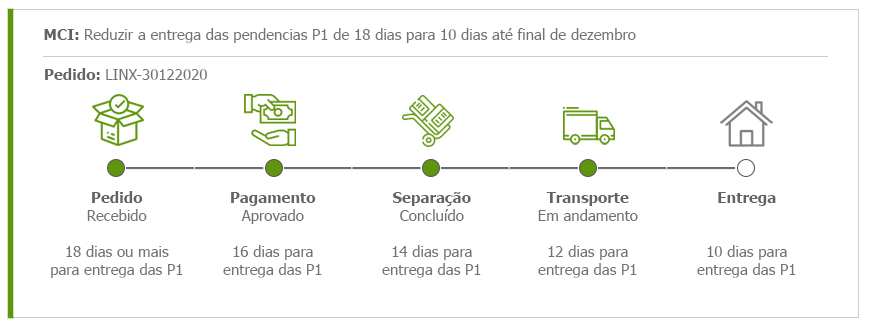 MCI: Reduzir a entrega das pendencias P1 de 18 dias para 10 dias até final de dezembro
Pedido: LINX-30122020
Pedido
Recebido
Pagamento
Aprovado
Separação
Concluído
Transporte
Em andamento
Entrega
18 dias ou mais
para entrega das P1
16 dias para
entrega das P1
14 dias para
entrega das P1
12 dias para
entrega das P1
10 dias para
entrega das P1